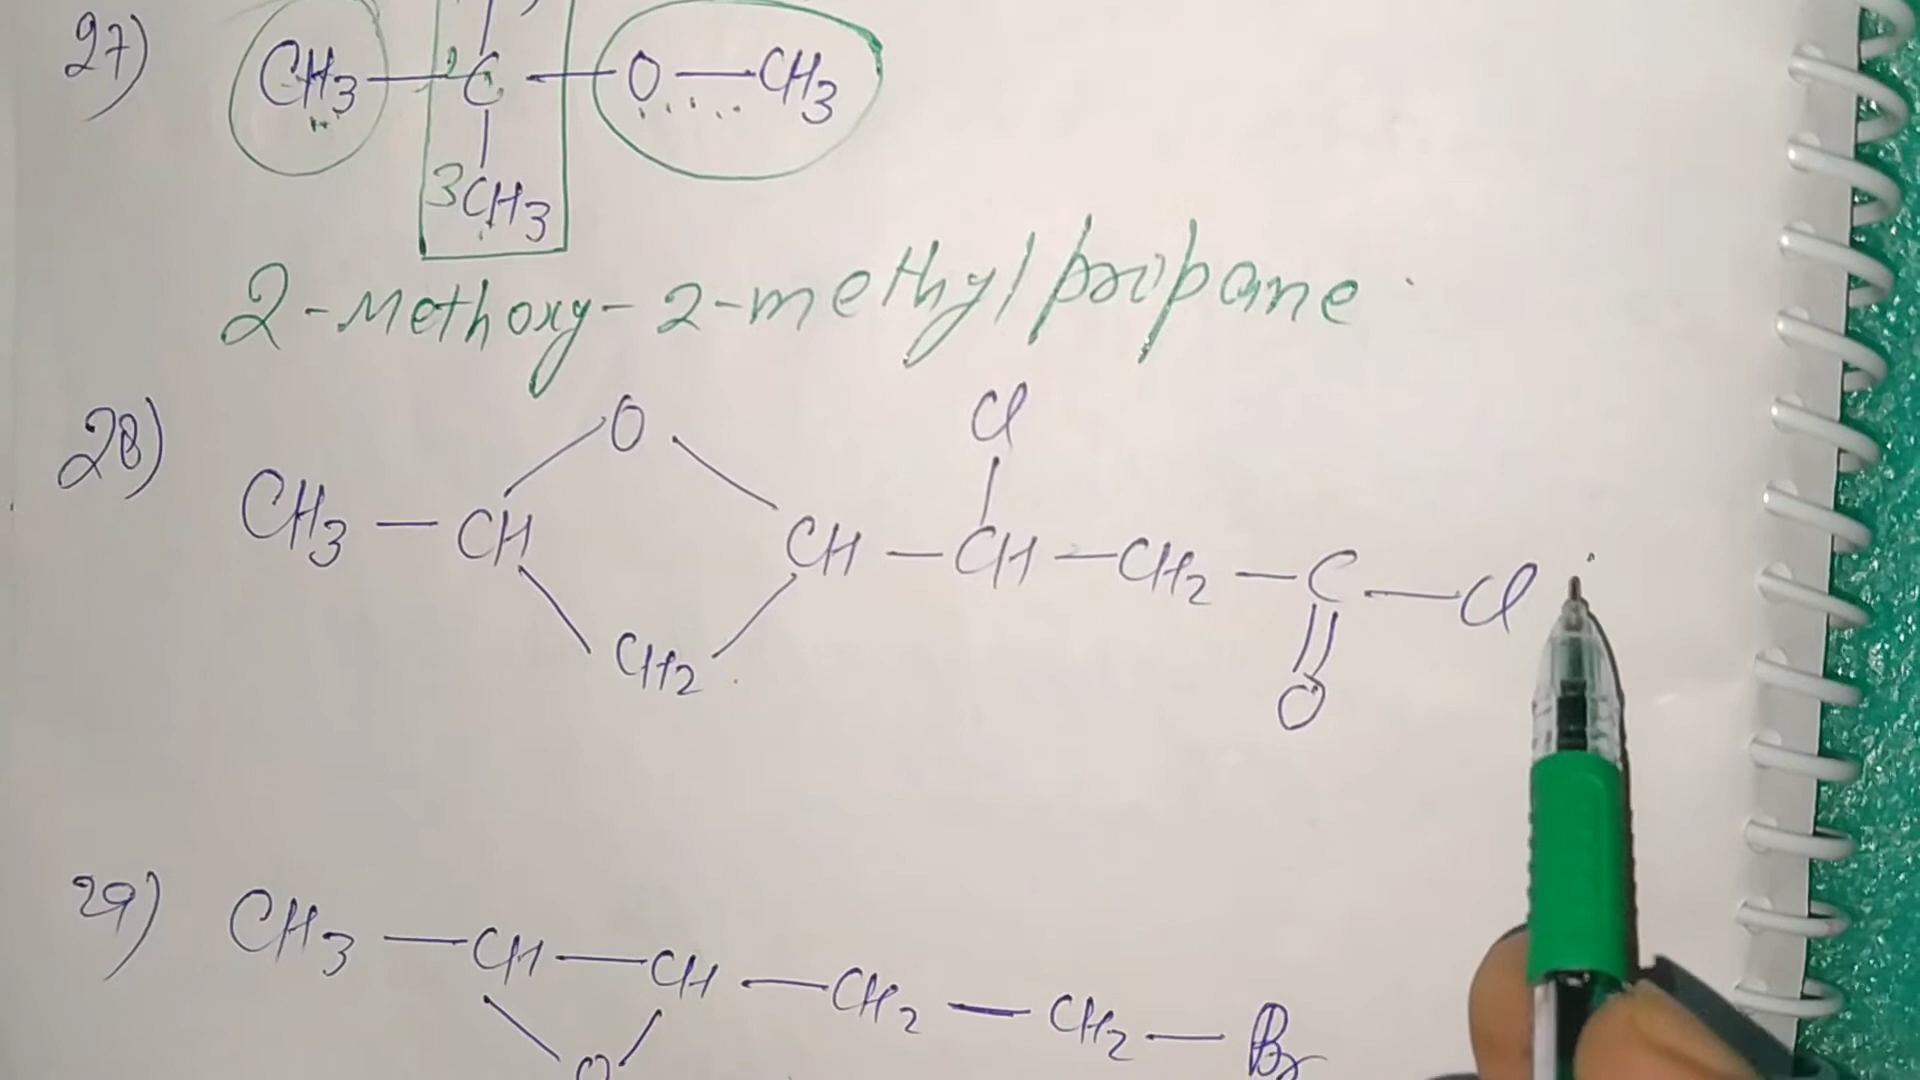 27) CH3 — 2C — O — CH3
3CH3
2-Methoxy-2-methylpropane
28) CH3 — CH O CH — CH — CH2 — C — Cl
Cl
CH2
O
29) CH3 — CH — CH — CH2 — CH2 — Br
O